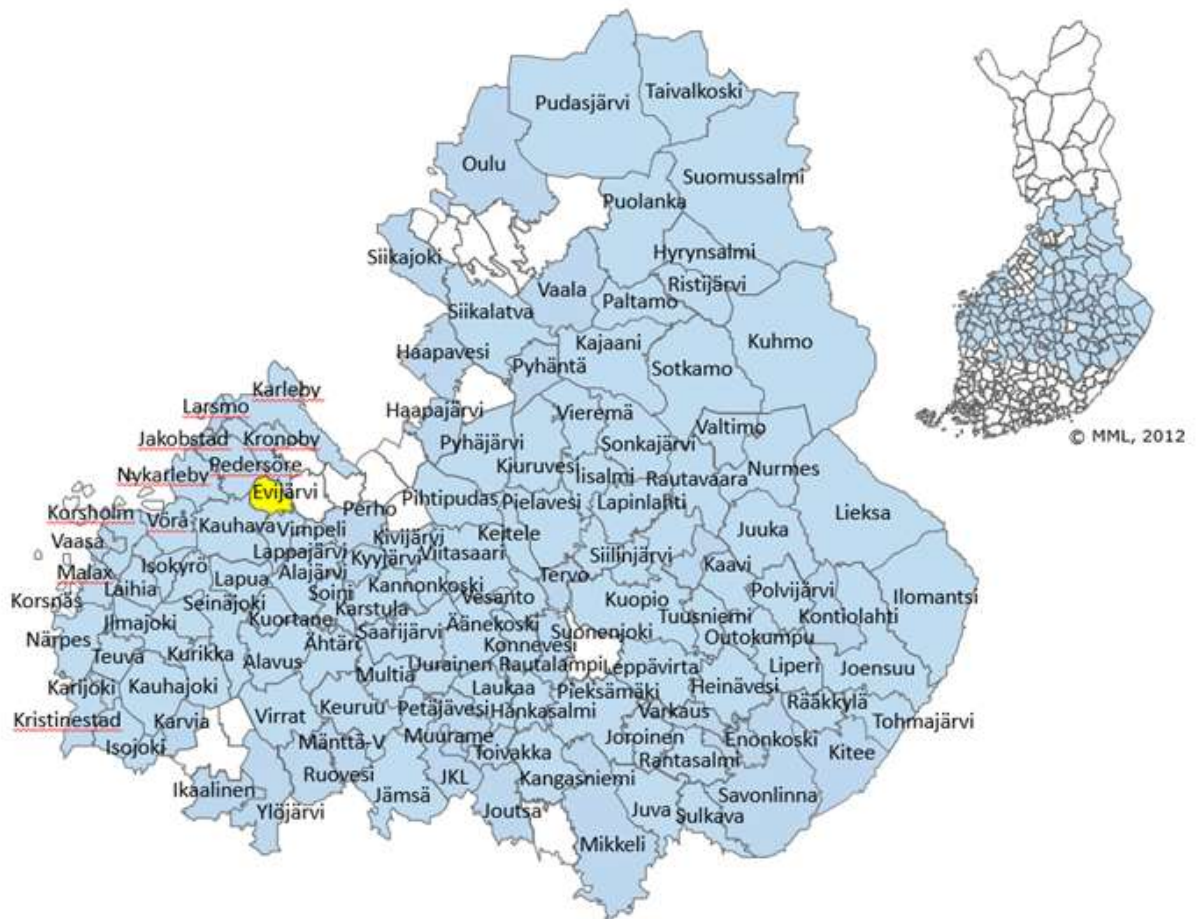 Pudasjärvi
Taivalkoski
Oulu
Suomussalmi
Puolanka
Siikajoki
Hyrynsalmi
Vaala
Ristijärvi
Paltamo
Siikalatva
Kuhmo
Haapavesi
Kajaani
Pyhäntä
Sotkamo
Karleby
Larsmo
Haapajärvi
Vieremä
Valtimo
Jakobstad
Kronoby
Pyhäjärvi
Sonkajärvi
Pedersöre
Kiuruvesi
Nurmes
Nykarleby
Iisalmi
Rautavaara
Evijärvi
Perho
Pihtipudas
Pielavesi
Lapinlahti
Korsholm
Lieksa
Vörå
Kauhava
Vimpeli
Kivijärvi
Keitele
Juuka
Vaasa
Lappajärvi
Kyyjärvi
Viitasaari
Siilinjärvi
Isokyrö
Malax
Laihia
Lapua
Alajärvi
Kannonkoski
Tervo
Kaavi
Polvijärvi
Ilomantsi
Korsnäs
Seinäjoki
Soini
Karstula
Vesanto
Kuopio
Tuusniemi
Kontiolahti
Ilmajoki
Kuortane
Äänekoski
Suonenjoki
Outokumpu
Närpes
Ähtäri
Saarijärvi
Konnevesi
Teuva
Kurikka
Alavus
Multia
Uurainen
Rautalampi
Leppävirta
Liperi
Joensuu
Karijoki
Kauhajoki
Laukaa
Pieksämäki
Heinävesi
Rääkkylä
Kristinestad
Karvia
Virrat
Keuruu
Petäjävesi
Hankasalmi
Varkaus
Tohmajärvi
Isojoki
Mänttä-V
Muurame
Toivakka
Joroinen
Enonkoski
Kitee
Rantasalmi
Ikaalinen
Ruovesi
JKL
Kangasniemi
Jämsä
Savonlinna
Ylöjärvi
Joutsa
Juva
Sulkava
Mikkeli
© MML, 2012